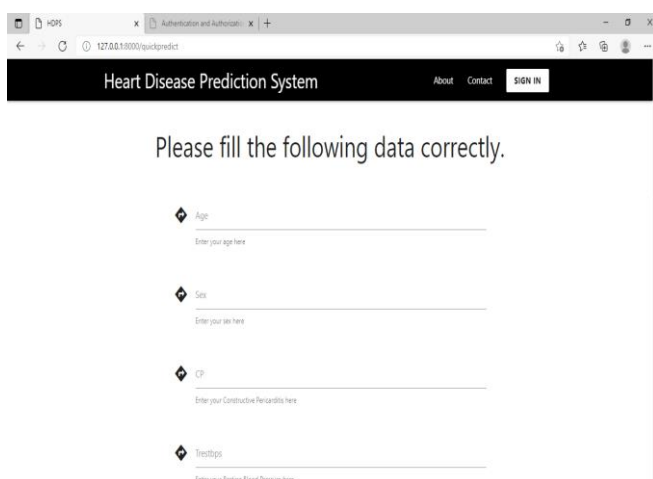 HDPS
Authentication and Authorizatio
127.0.0.1:8000/quickpredict
Heart Disease Prediction System
About Contact SIGN IN
Please fill the following data correctly.
Age
Enter your age here
Sex
Enter your sex here
CP
Enter your Constructive Pericarditis here
Trestbps